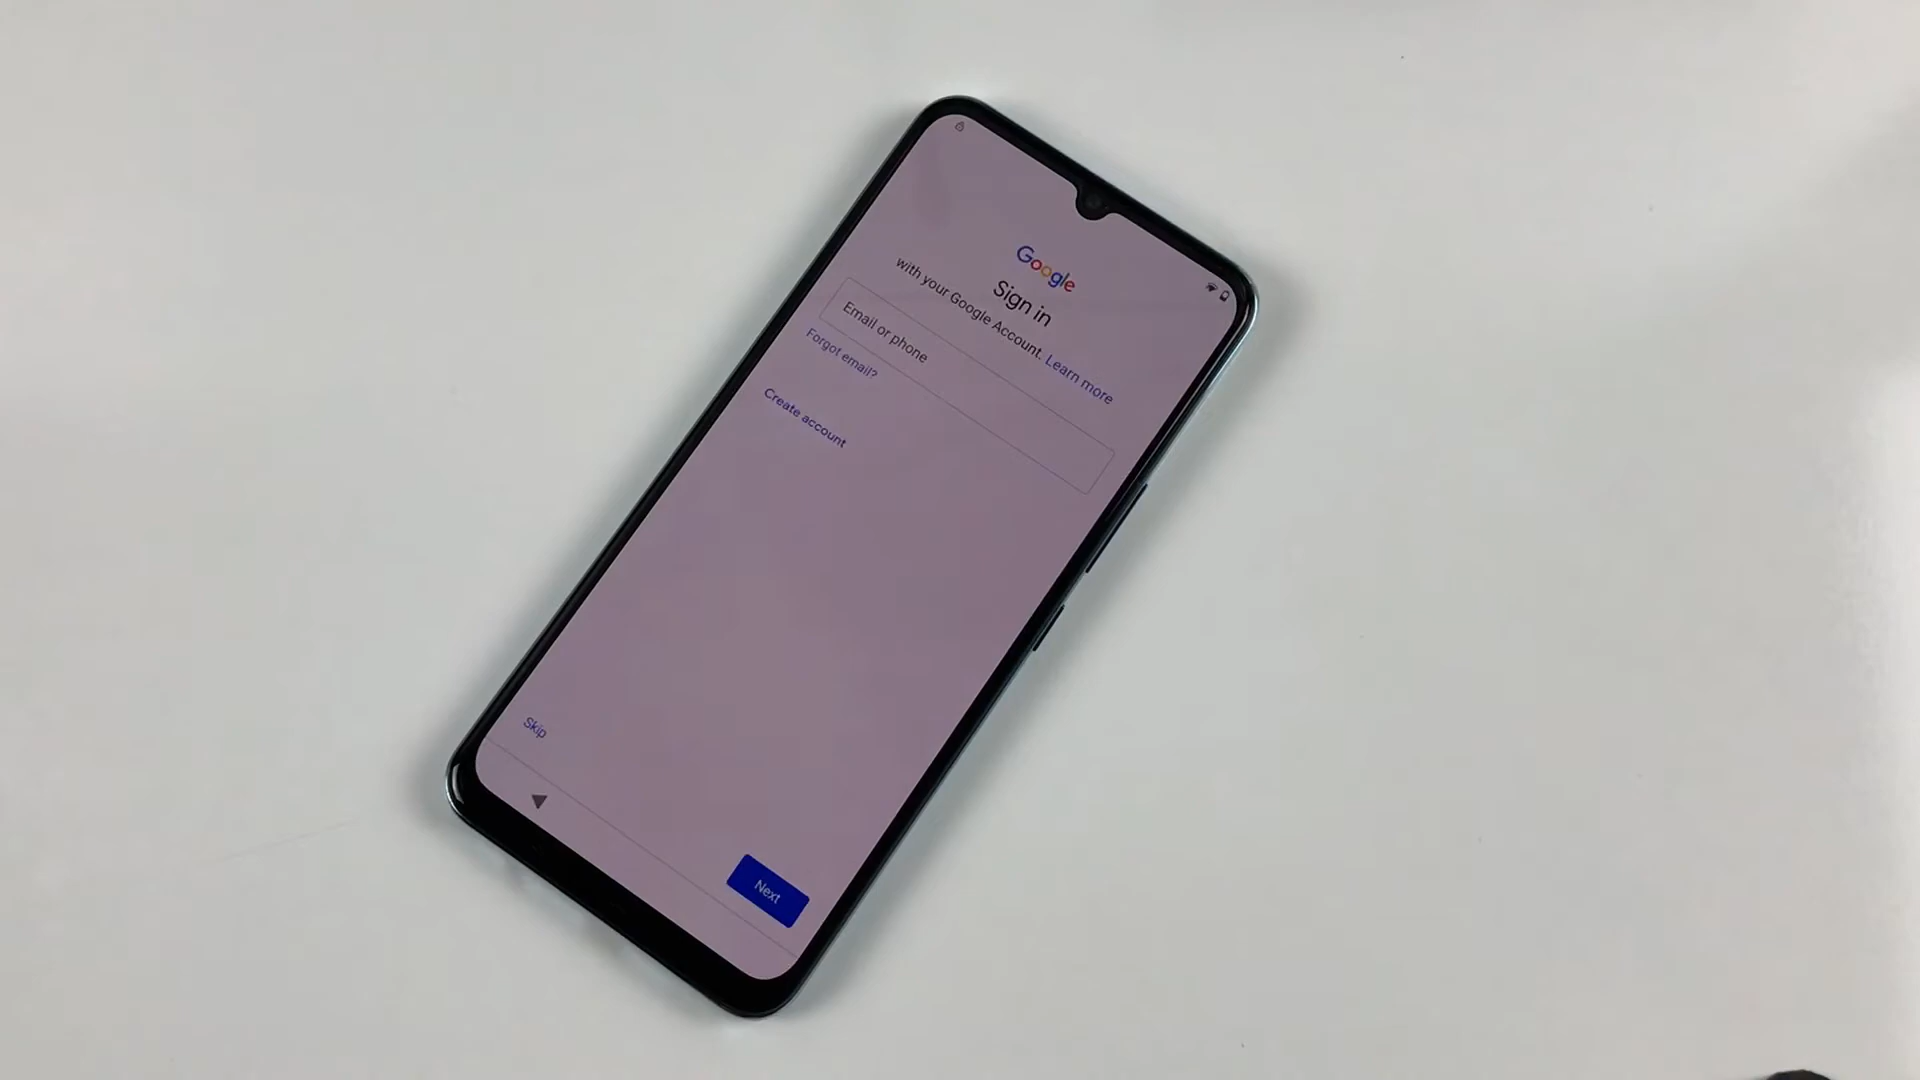 Google
Sign in
with your Google Account. Learn more
Email or phone
Forgot email?
Create account
Skip
Next